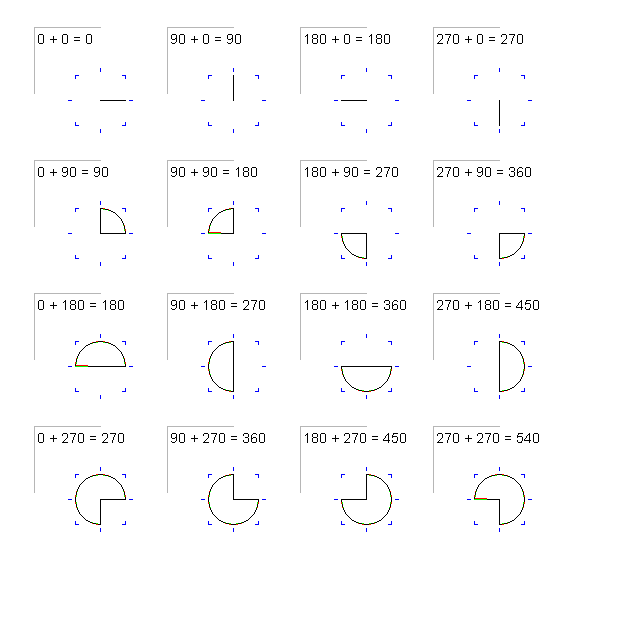 0 + 0 = 0
90 + 0 = 90
180 + 0 = 180
270 + 0 = 270
0 + 90 = 90
90 + 90 = 180
180 + 90 = 270
270 + 90 = 360
0 + 180 = 180
90 + 180 = 270
180 + 180 = 360
270 + 180 = 450
0 + 270 = 270
90 + 270 = 360
180 + 270 = 450
270 + 270 = 540